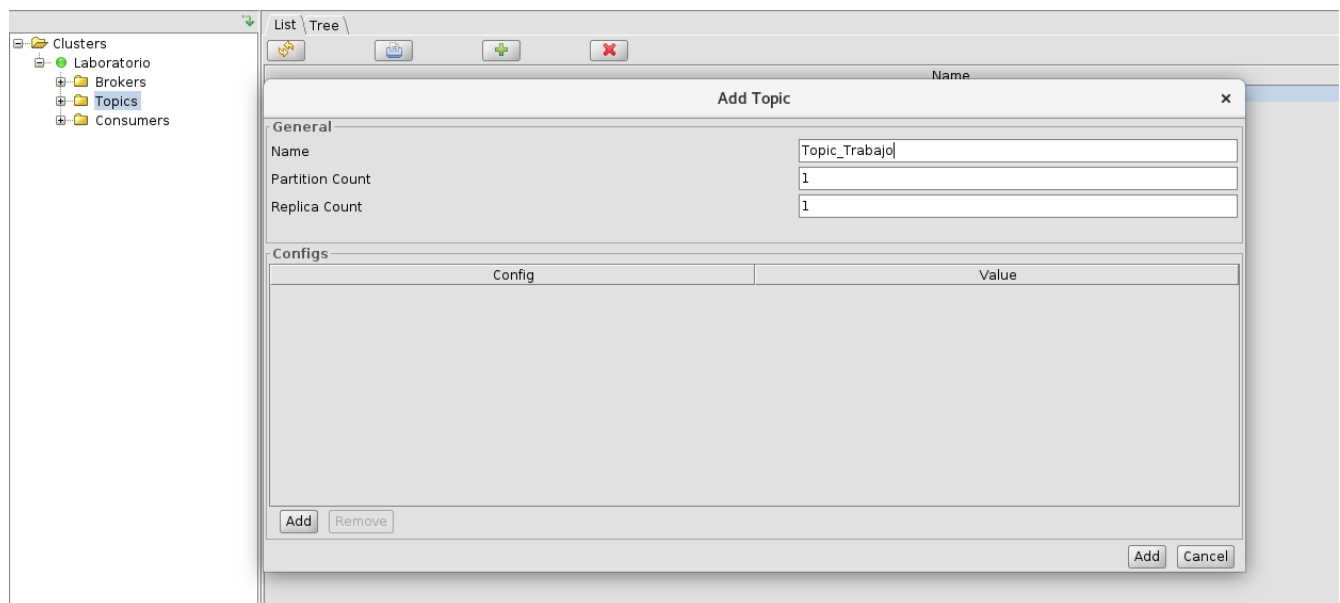 List Tree
Clusters
Laboratorio
Brokers
Topics
Consumers
Name
Add Topic
General
Name Topic_Trabajo
Partition Count 1
Replica Count 1
Configs
Config Value
Add Remove
Add Cancel